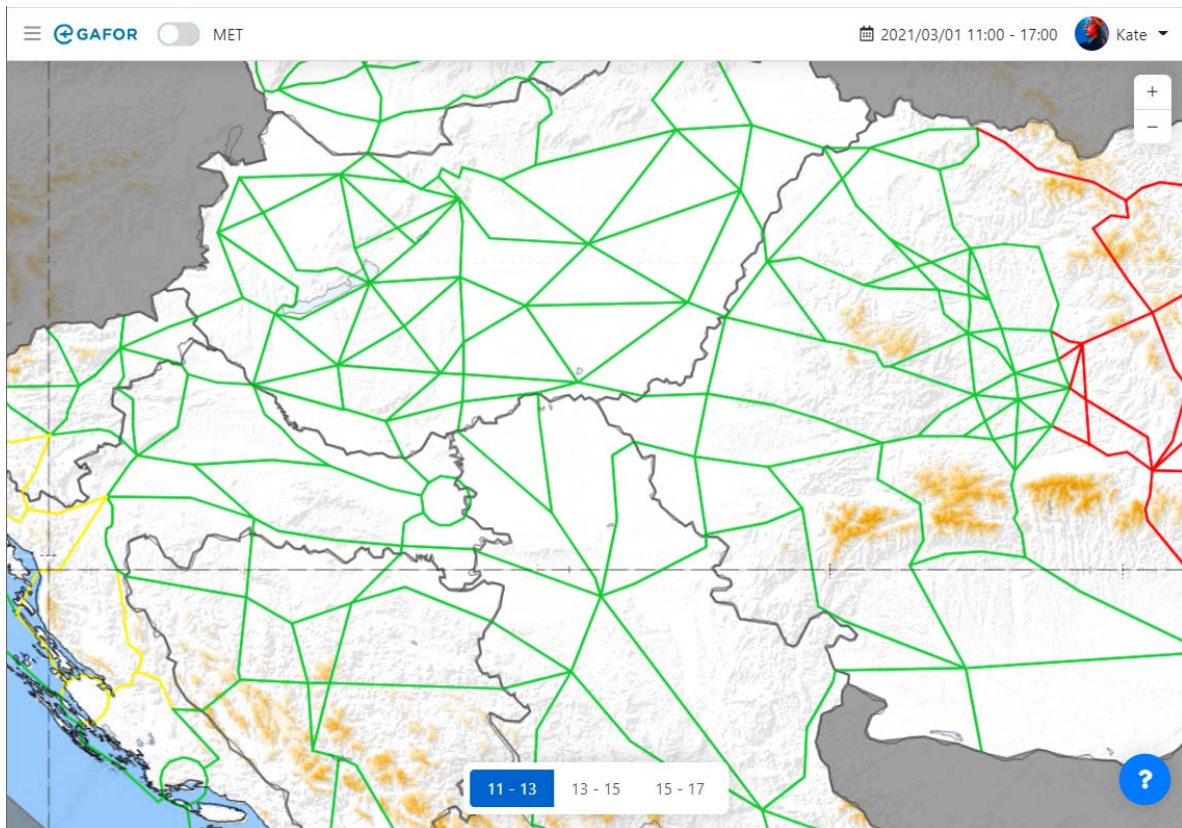 GAFOR
MET
2021/03/01 11:00 - 17:00
Kate
+
−
11 - 13
13 - 15
15 - 17
?